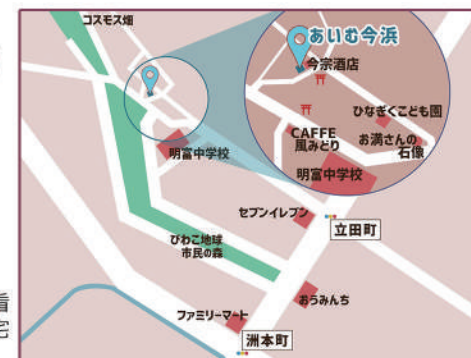 コスモス畑
あいむ今浜
今宗酒店
ひなぎくこども園
CAFFE
風みどり
お満さんの
石像
明富中学校
明富中学校
セブンイレブン
立田町
びわこ地球
市民の森
おうみんち
ファミリーマート
洲本町
看
宅